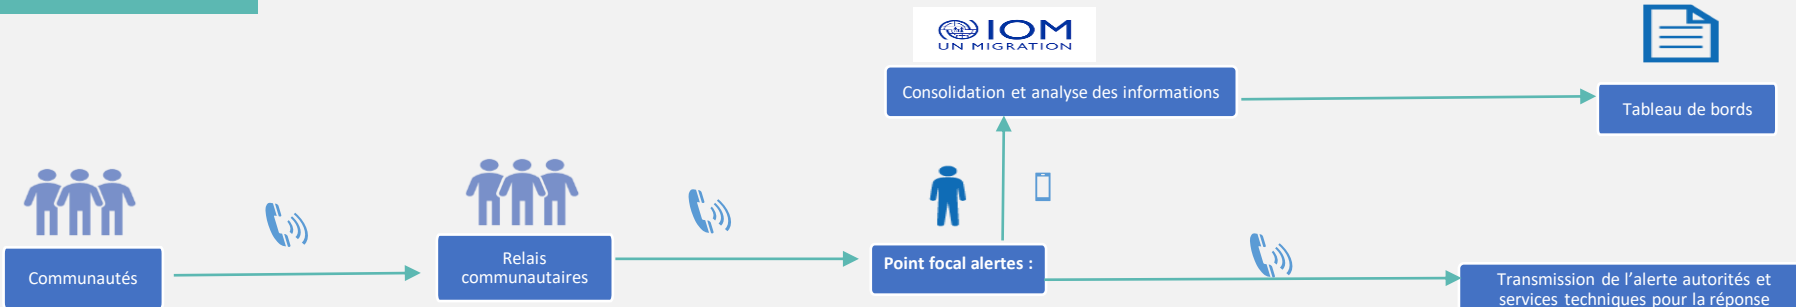 IOM
UN MIGRATION
Consolidation et analyse des informations
Tableau de bords
Communautés
Relais
communautaires
Point focal alertes :
Transmission de l’alerte autorités et
services techniques pour la réponse